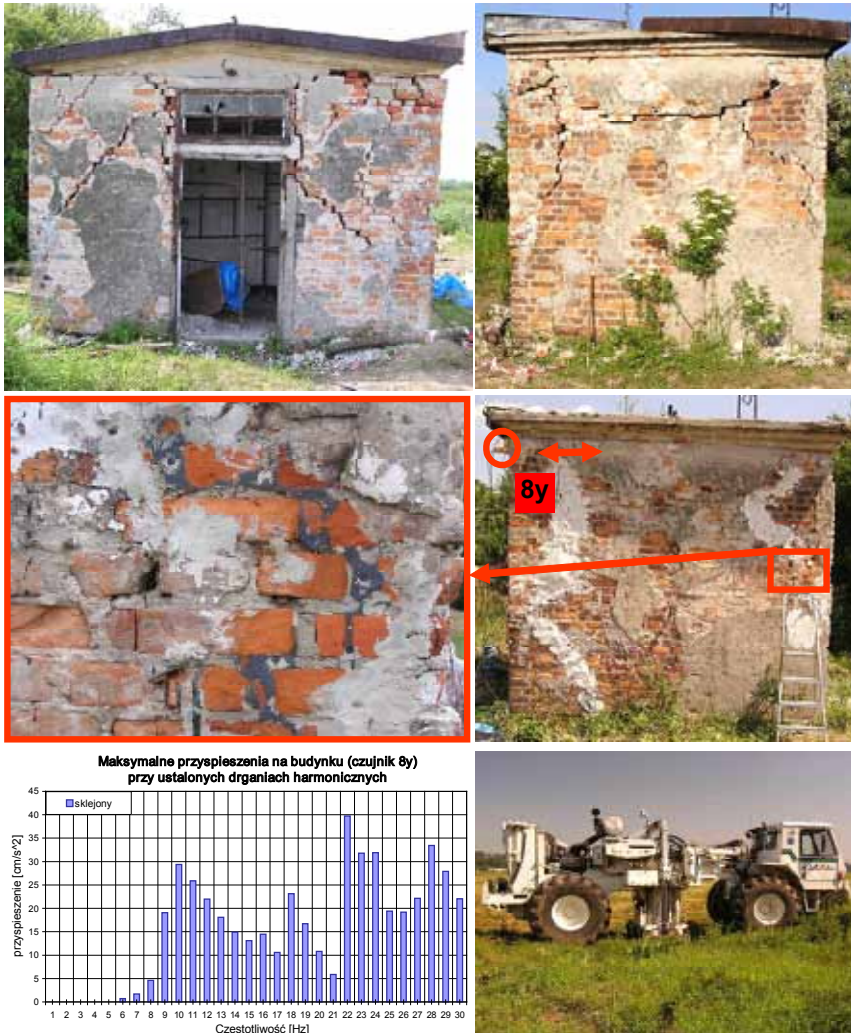 8y
Maksymalne przyspieszenia na budynku (czujnik 8y)
przy ustalonych drganiach harmonicznych
sklejony
przyspieszenie [cm/s^2]
45
40
35
30
25
20
15
10
5
0
1 2 3 4 5 6 7 8 9 10 11 12 13 14 15 16 17 18 19 20 21 22 23 24 25 26 27 28 29 30
Czestotliwość [Hz]